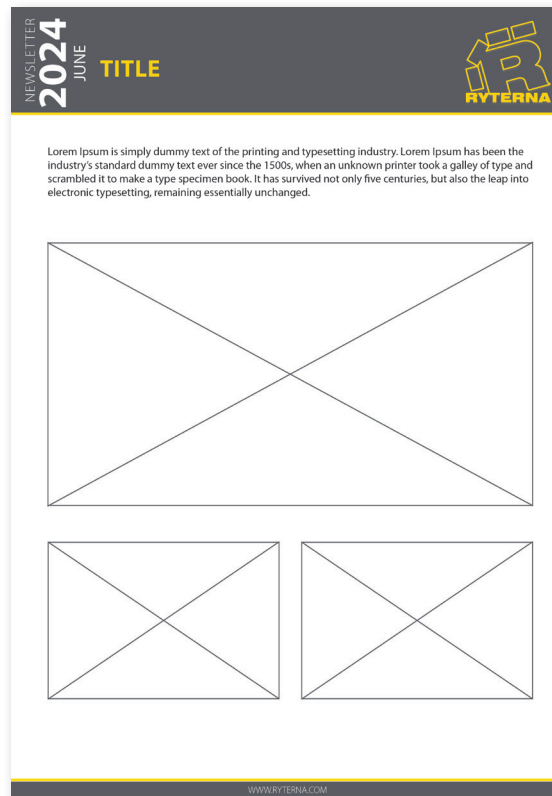 NEWSLETTER
2024
JUNE
TITLE
RYTERNA
Lorem Ipsum is simply dummy text of the printing and typesetting industry. Lorem Ipsum has been the
industry's standard dummy text ever since the 1500s, when an unknown printer took a galley of type and
scrambled it to make a type specimen book. It has survived not only five centuries, but also the leap into
electronic typesetting, remaining essentially unchanged.
WWW.RYTERNA.COM